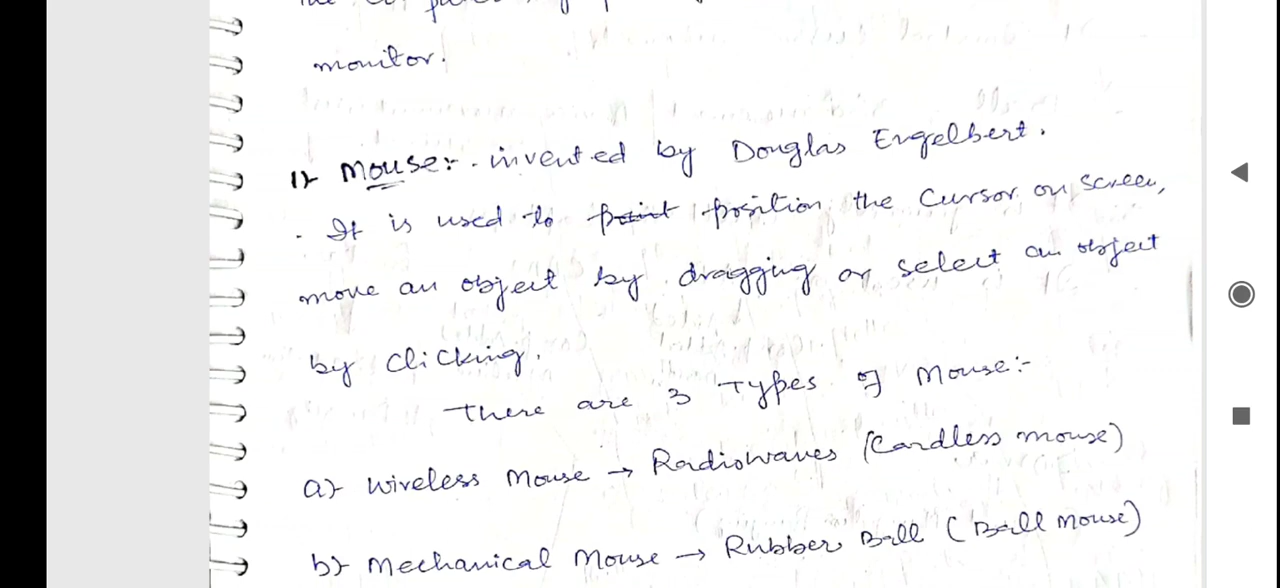 monitor.
1) Mouse:- . invented by Douglas Engelbert.
. It is used to point position the Cursor on screen,
move an object by dragging or select an object
by clicking.
There are 3 Types of Mouse:-
a) Wireless Mouse → Radiowaves (Cardless mouse)
b) Mechanical Mouse → Rubber Ball (Ball Mouse)